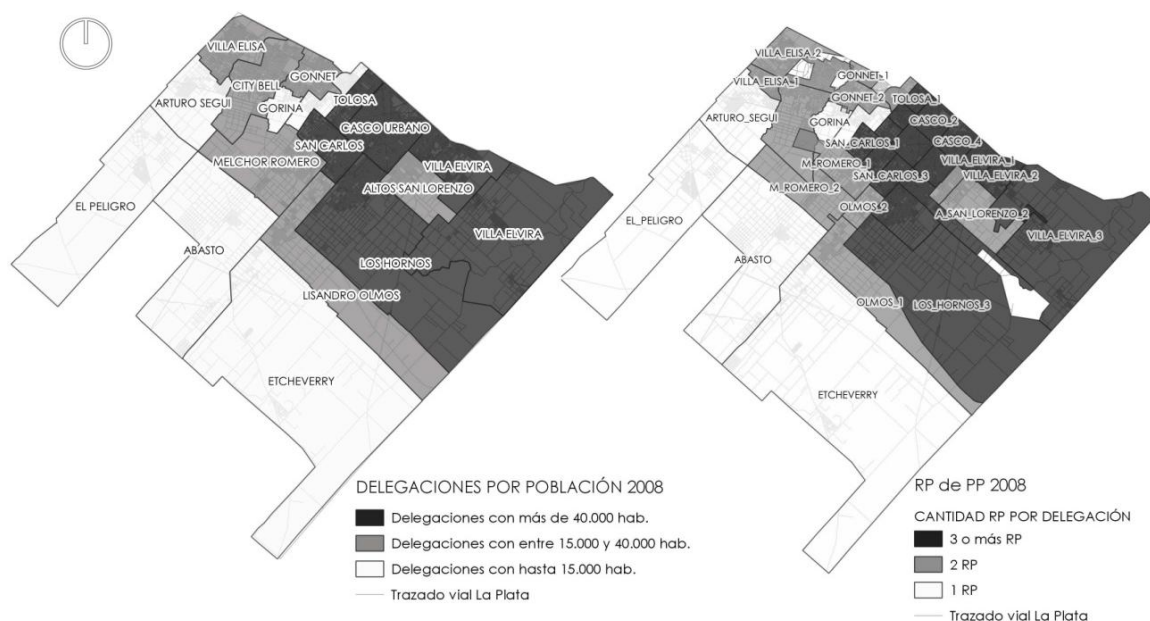 VILLA ELISA
GONNET
CITY BELL
ARTURO SEGUI
TOLOSA
GORINA
CASCO URBANO
SAN CARLOS
MELCHOR ROMERO
VILLA ELVIRA
ALTOS SAN LORENZO
EL PELIGRO
VILLA ELVIRA
ABASTO
LOS HORNOS
LISANDRO OLMOS
ETCHEVERRY
DELEGACIONES POR POBLACIÓN 2008
Delegaciones con más de 40.000 hab.
Delegaciones con entre 15.000 y 40.000 hab.
Delegaciones con hasta 15.000 hab.
Trazado vial La Plata
VILLA_ELISA_2
GONNET_1
VILLA_ELISA_1
GONNET_2
TOLOSA_1
ARTURO_SEGUI
GORINA
CASCO_2
SAN_CARLOS_1
CASCO_4
M_ROMERO_1
VILLA_ELVIRA_1
SAN_CARLOS_3
VILLA_ELVIRA_2
M_ROMERO_2
OLMOS_2
A_SAN_LORENZO_2
EL_PELIGRO
VILLA_ELVIRA_3
ABASTO
OLMOS_1
LOS_HORNOS_3
ETCHEVERRY
RP de PP 2008
CANTIDAD RP POR DELEGACIÓN
3 o más RP
2 RP
1 RP
Trazado vial La Plata